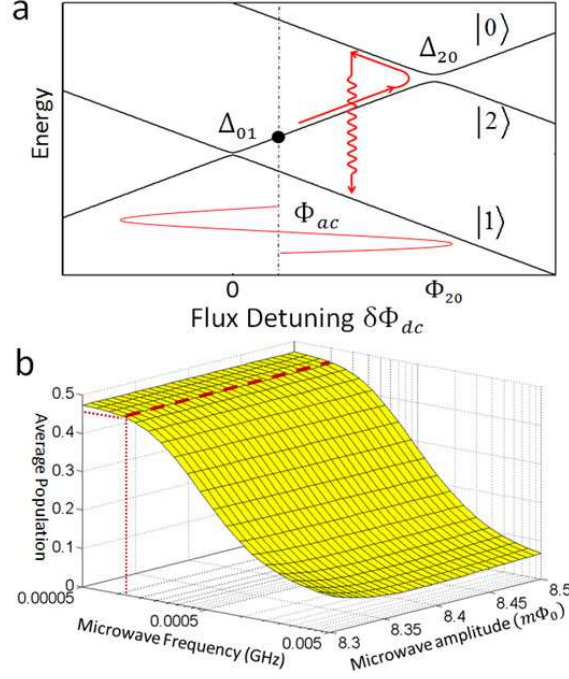 a
|0⟩
Δ₂₀
|2⟩
Δ₀₁
|1⟩
Φac
Energy
0
Φ₂₀
Flux Detuning δΦdc
b
0.5
0.4
0.3
0.2
0.1
0
Average Population
0.00005
0.0005
0.005
Microwave Frequency (GHz)
8.3
8.35
8.4
8.45
8.5
Microwave amplitude (mΦ₀)